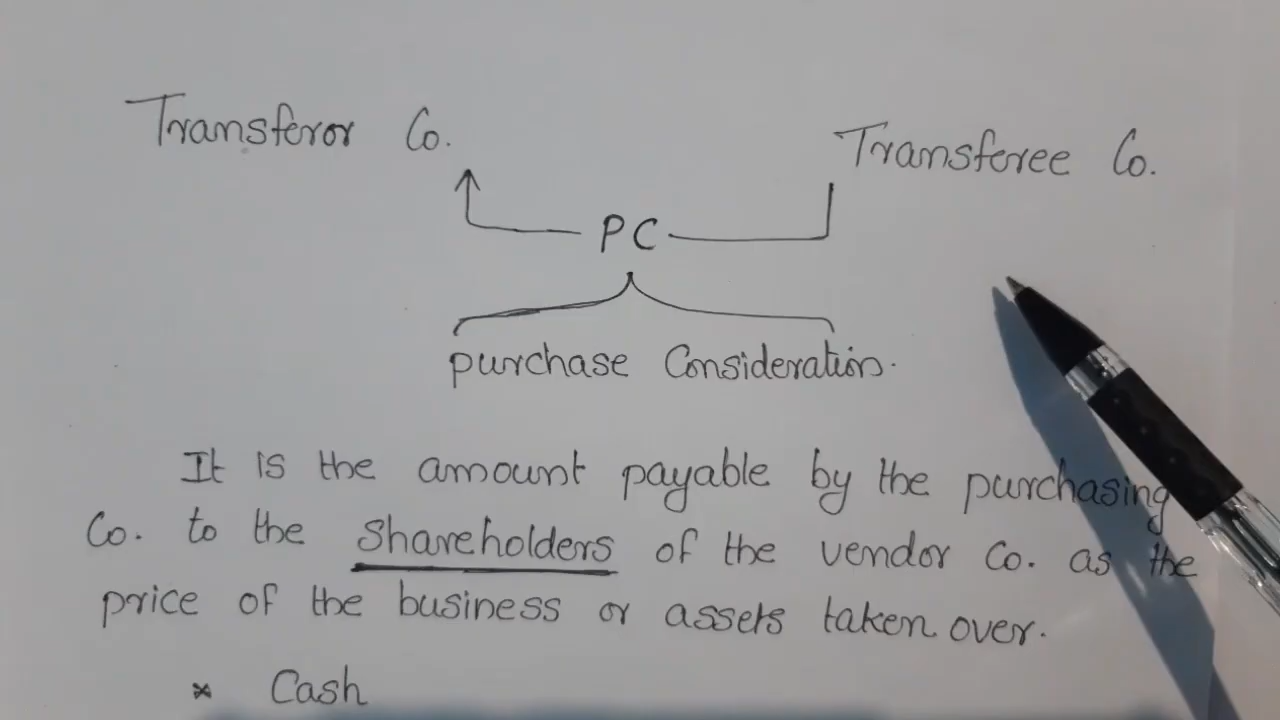 Transferor Co.
Transferee Co.
PC
purchase Consideration.
It is the amount payable by the purchasing
Co. to the Shareholders of the vendor Co. as the
price of the business or assets taken over.
* Cash